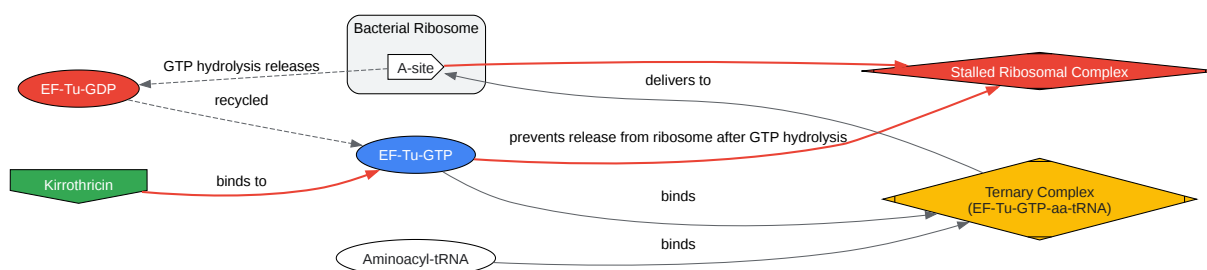 Bacterial Ribosome
A-site
GTP hydrolysis releases
EF-Tu-GDP
recycled
delivers to
Stalled Ribosomal Complex
prevents release from ribosome after GTP hydrolysis
EF-Tu-GTP
Kirrothricin
binds to
binds
Ternary Complex
(EF-Tu-GTP-aa-tRNA)
binds
Aminoacyl-tRNA